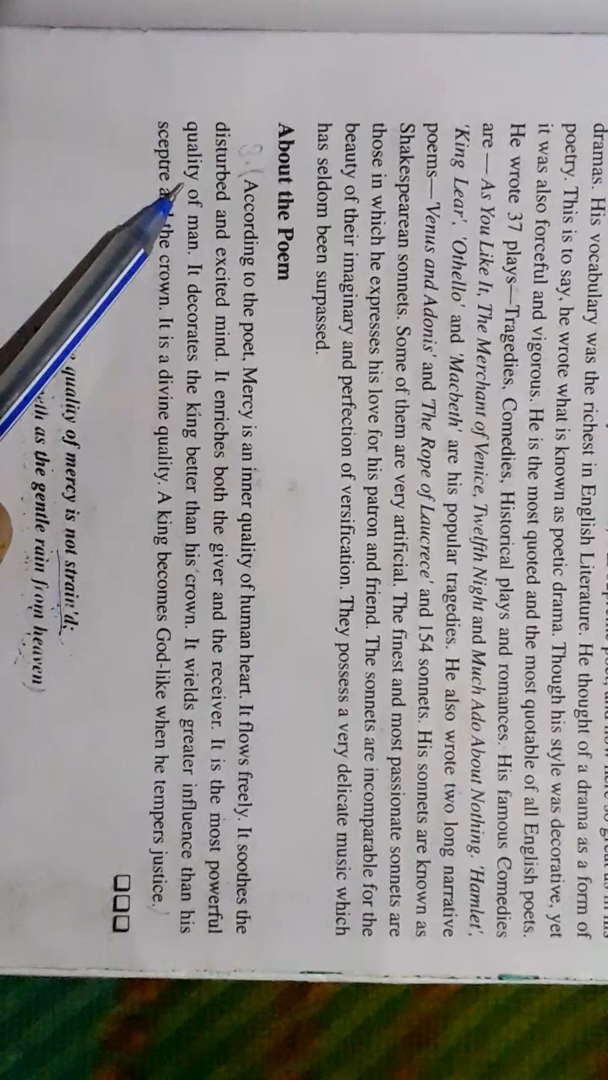 dramas. His vocabulary was the richest in English Literature. He thought of a drama as a form of
poetry. This is to say, he wrote what is known as poetic drama. Though his style was decorative, yet
it was also forceful and vigorous. He is the most quoted and the most quotable of all English poets.
He wrote 37 plays—Tragedies, Comedies, Historical plays and romances. His famous Comedies
are — As You Like It, The Merchant of Venice, Twelfth Night and Much Ado About Nothing. 'Hamlet',
'King Lear', 'Othello' and 'Macbeth' are his popular tragedies. He also wrote two long narrative
poems—'Venus and Adonis' and 'The Rope of Laucrece' and 154 sonnets. His sonnets are known as
Shakespearean sonnets. Some of them are very artificial. The finest and most passionate sonnets are
those in which he expresses his love for his patron and friend. The sonnets are incomparable for the
beauty of their imaginary and perfection of versification. They possess a very delicate music which
has seldom been surpassed.
About the Poem
According to the poet, Mercy is an inner quality of human heart. It flows freely. It soothes the
disturbed and excited mind. It enriches both the giver and the receiver. It is the most powerful
quality of man. It decorates the king better than his crown. It wields greater influence than his
sceptre the crown. It is a divine quality. A king becomes God-like when he tempers justice.
quality of mercy is not strain'd;
as the gentle rain from heaven